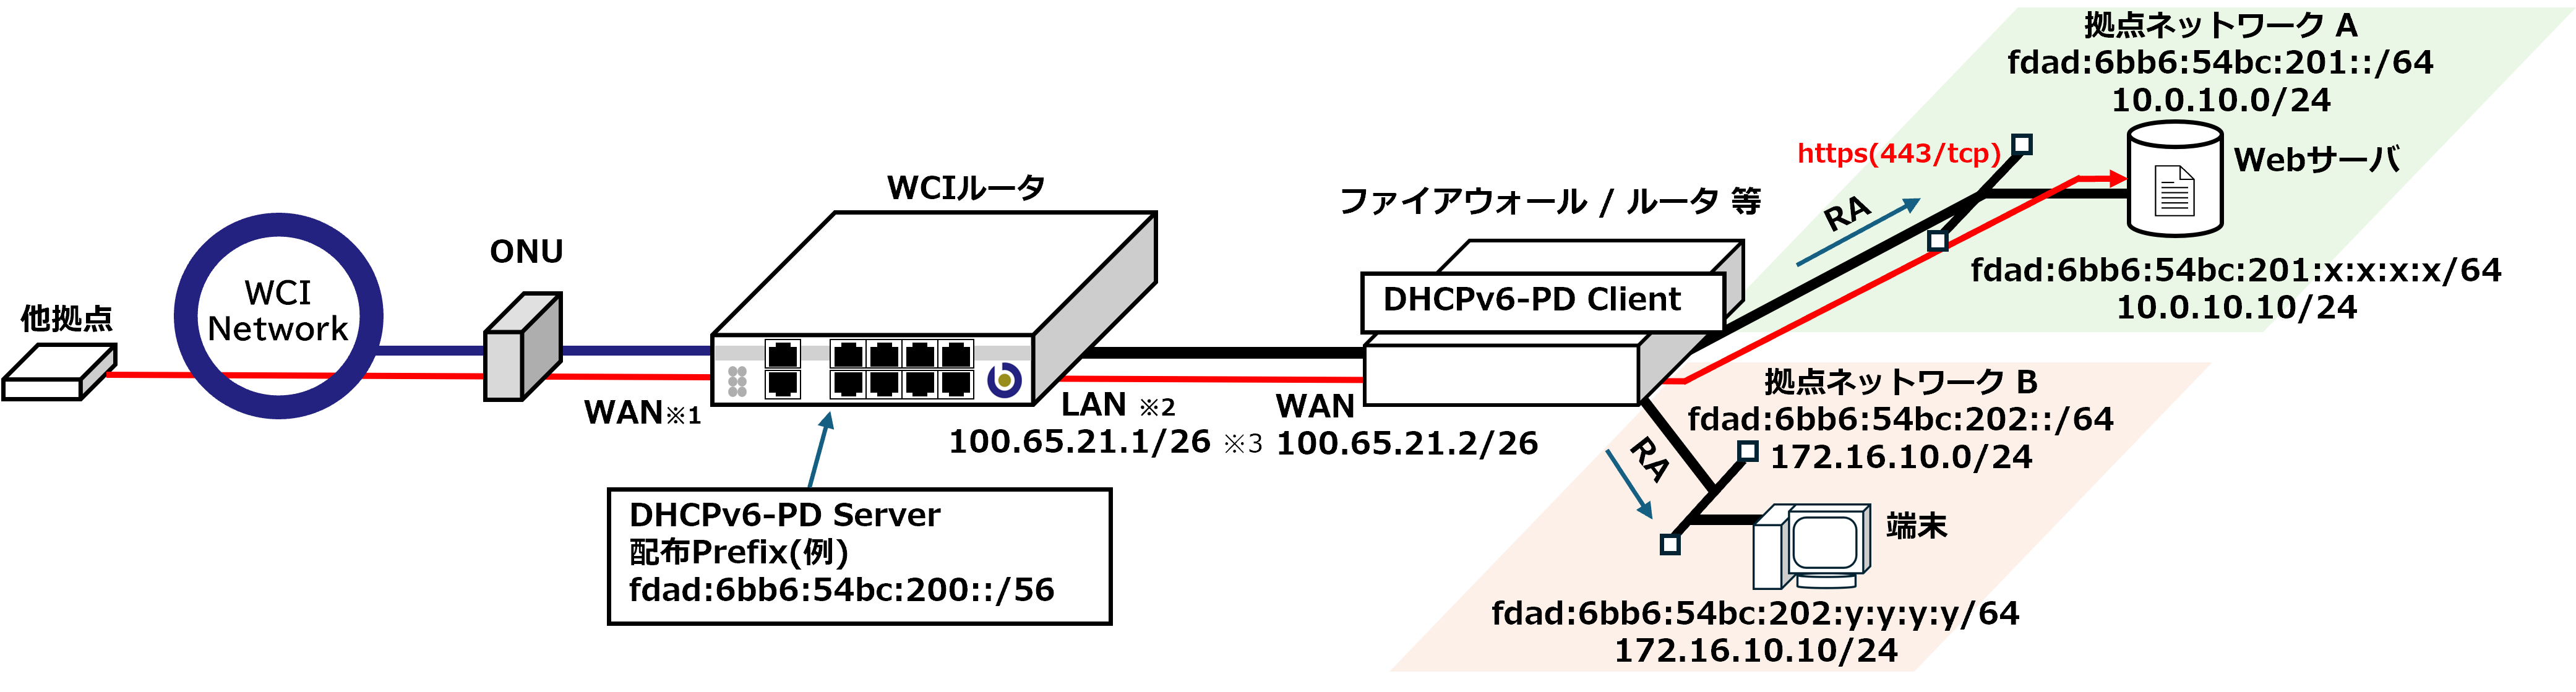 他拠点
WCI
Network
ONU
WAN※1
WCIルータ
DHCPv6-PD Server
配布Prefix(例)
fdad:6bb6:54bc:200::/56
LAN ※2
100.65.21.1/26 ※3
WAN
100.65.21.2/26
ファイアウォール / ルータ 等
DHCPv6-PD Client
拠点ネットワーク A
fdad:6bb6:54bc:201::/64
10.0.10.0/24
https(443/tcp)
RA
Webサーバ
fdad:6bb6:54bc:201:x:x:x:x/64
10.0.10.10/24
拠点ネットワーク B
fdad:6bb6:54bc:202::/64
172.16.10.0/24
RA
端末
fdad:6bb6:54bc:202:y:y:y:y/64
172.16.10.10/24